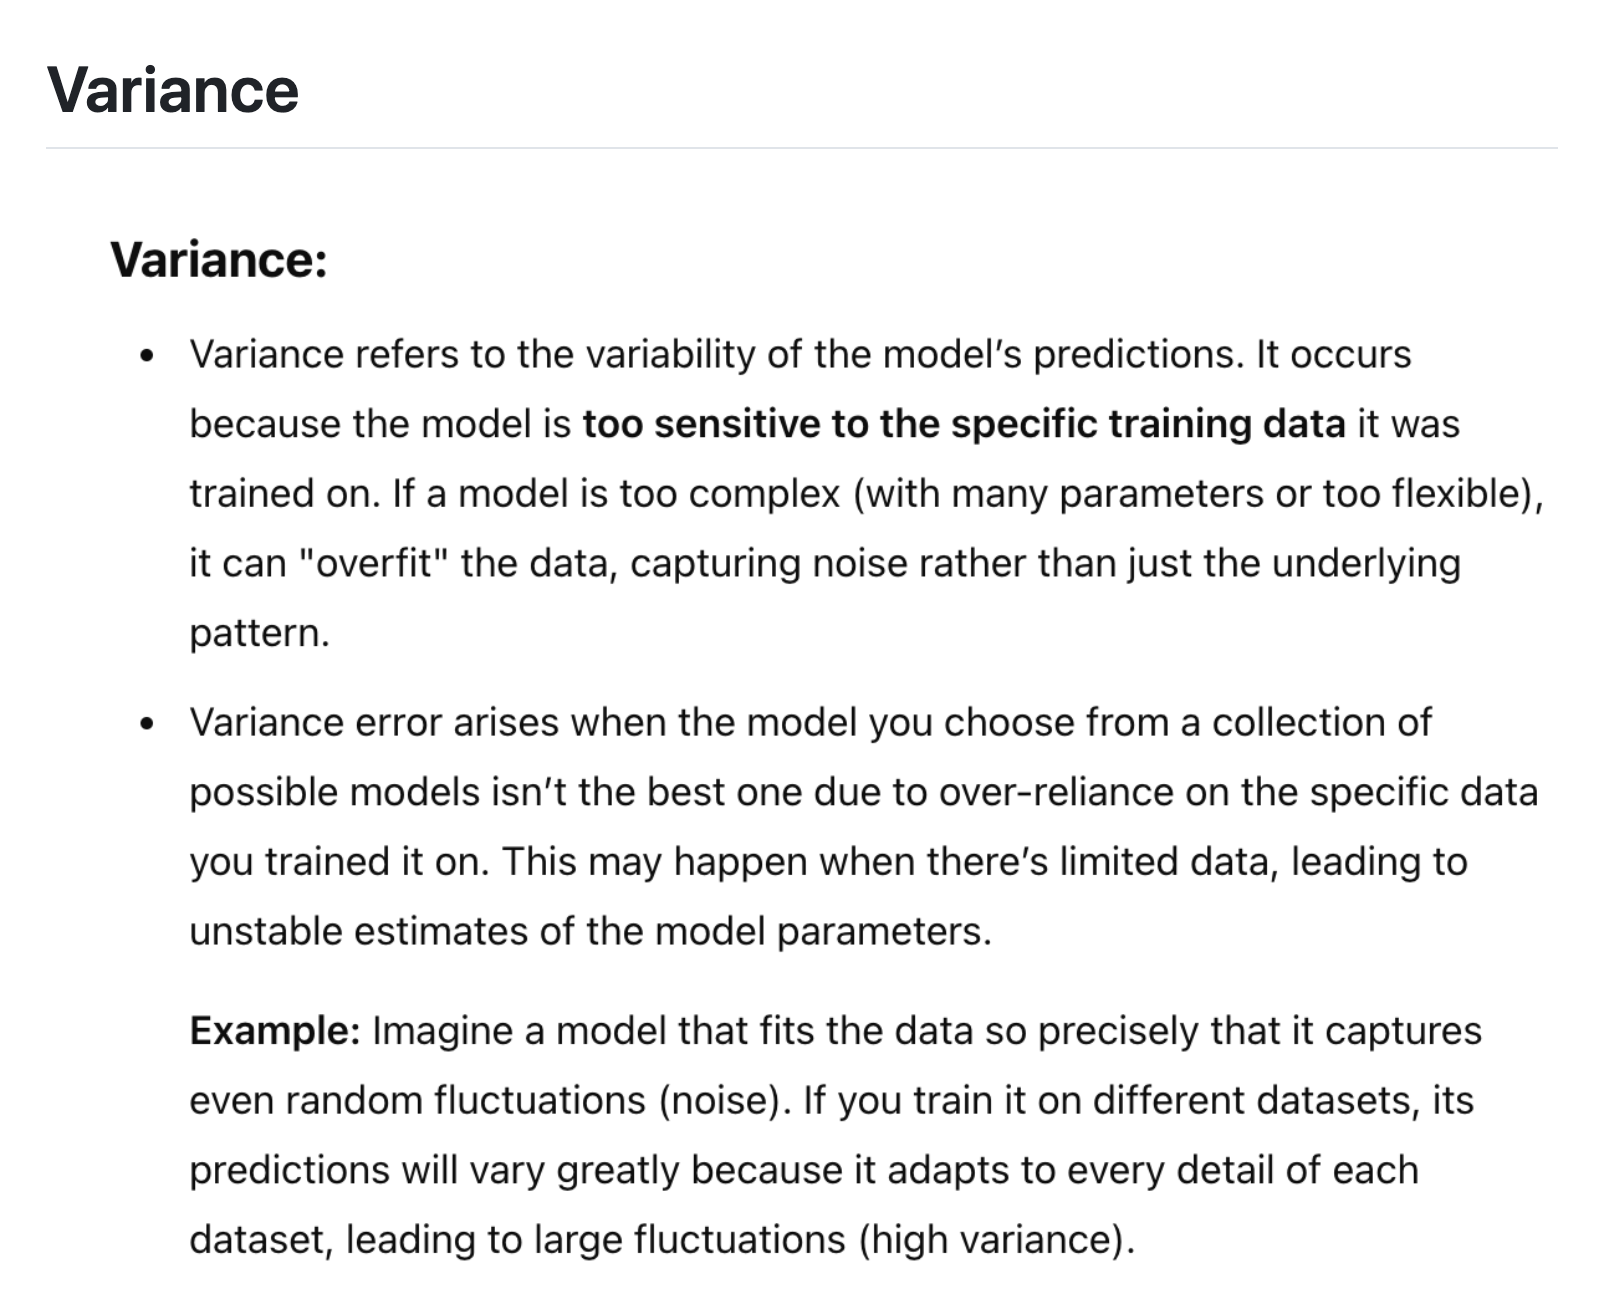 Variance
Variance:
• Variance refers to the variability of the model’s predictions. It occurs
because the model is too sensitive to the specific training data it was
trained on. If a model is too complex (with many parameters or too flexible),
it can "overfit" the data, capturing noise rather than just the underlying
pattern.
• Variance error arises when the model you choose from a collection of
possible models isn’t the best one due to over-reliance on the specific data
you trained it on. This may happen when there’s limited data, leading to
unstable estimates of the model parameters.
Example: Imagine a model that fits the data so precisely that it captures
even random fluctuations (noise). If you train it on different datasets, its
predictions will vary greatly because it adapts to every detail of each
dataset, leading to large fluctuations (high variance).